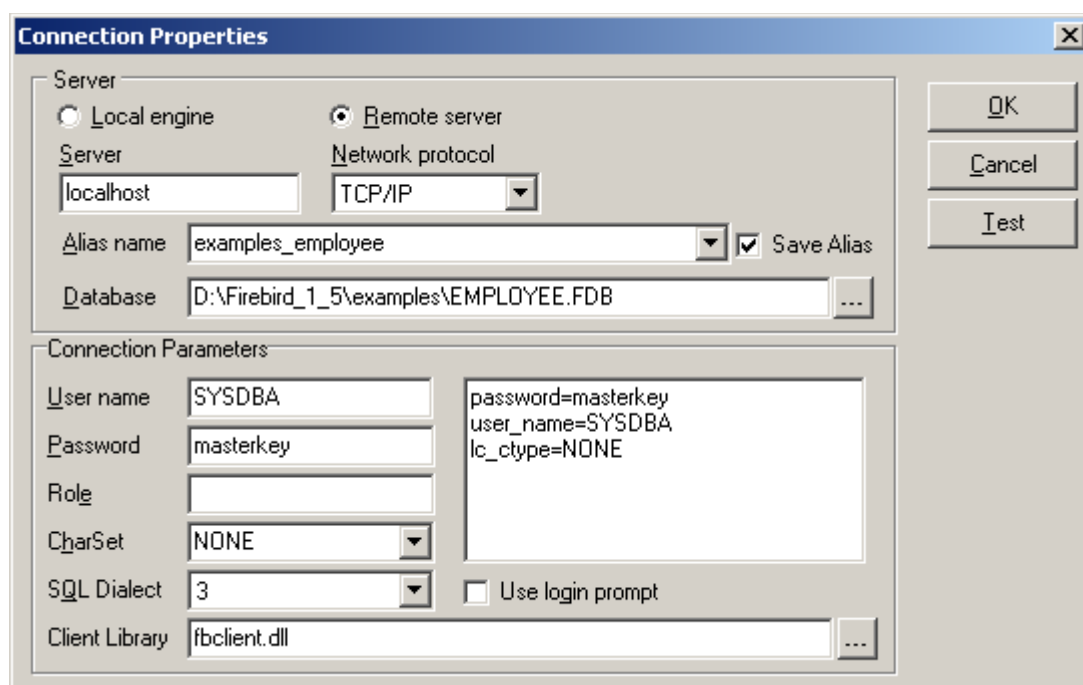 Connection Properties
Server
Local engine
Remote server
OK
Server
Network protocol
Cancel
localhost
TCP/IP
Test
Alias name
examples_employee
Save Alias
Database
D:\Firebird_1_5\examples\EMPLOYEE.FDB
...
Connection Parameters
User name
SYSDBA
Password
masterkey
Role
CharSet
NONE
SQL Dialect
3
password=masterkey
user_name=SYSDBA
lc_ctype=NONE
Use login prompt
Client Library
fbclient.dll
...